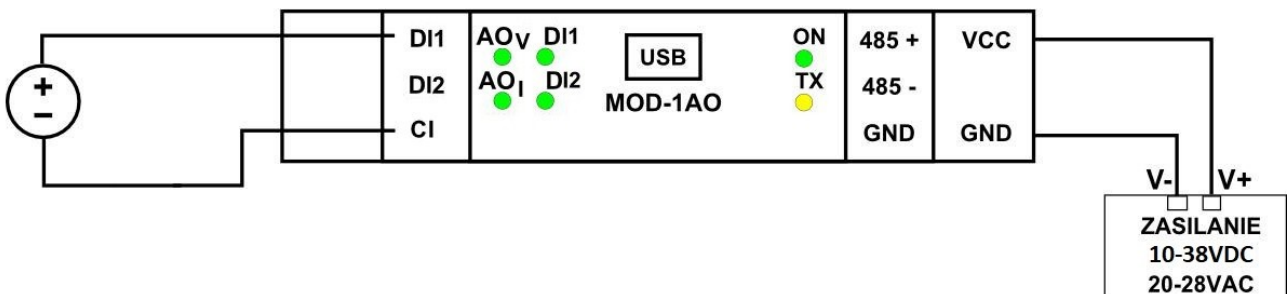 DI1
DI2
CI
AOV DI1
AOI DI2
USB
MOD-1AO
ON
TX
485 +
485 -
GND
VCC
GND
+
−
V- V+
ZASILANIE
10-38VDC
20-28VAC